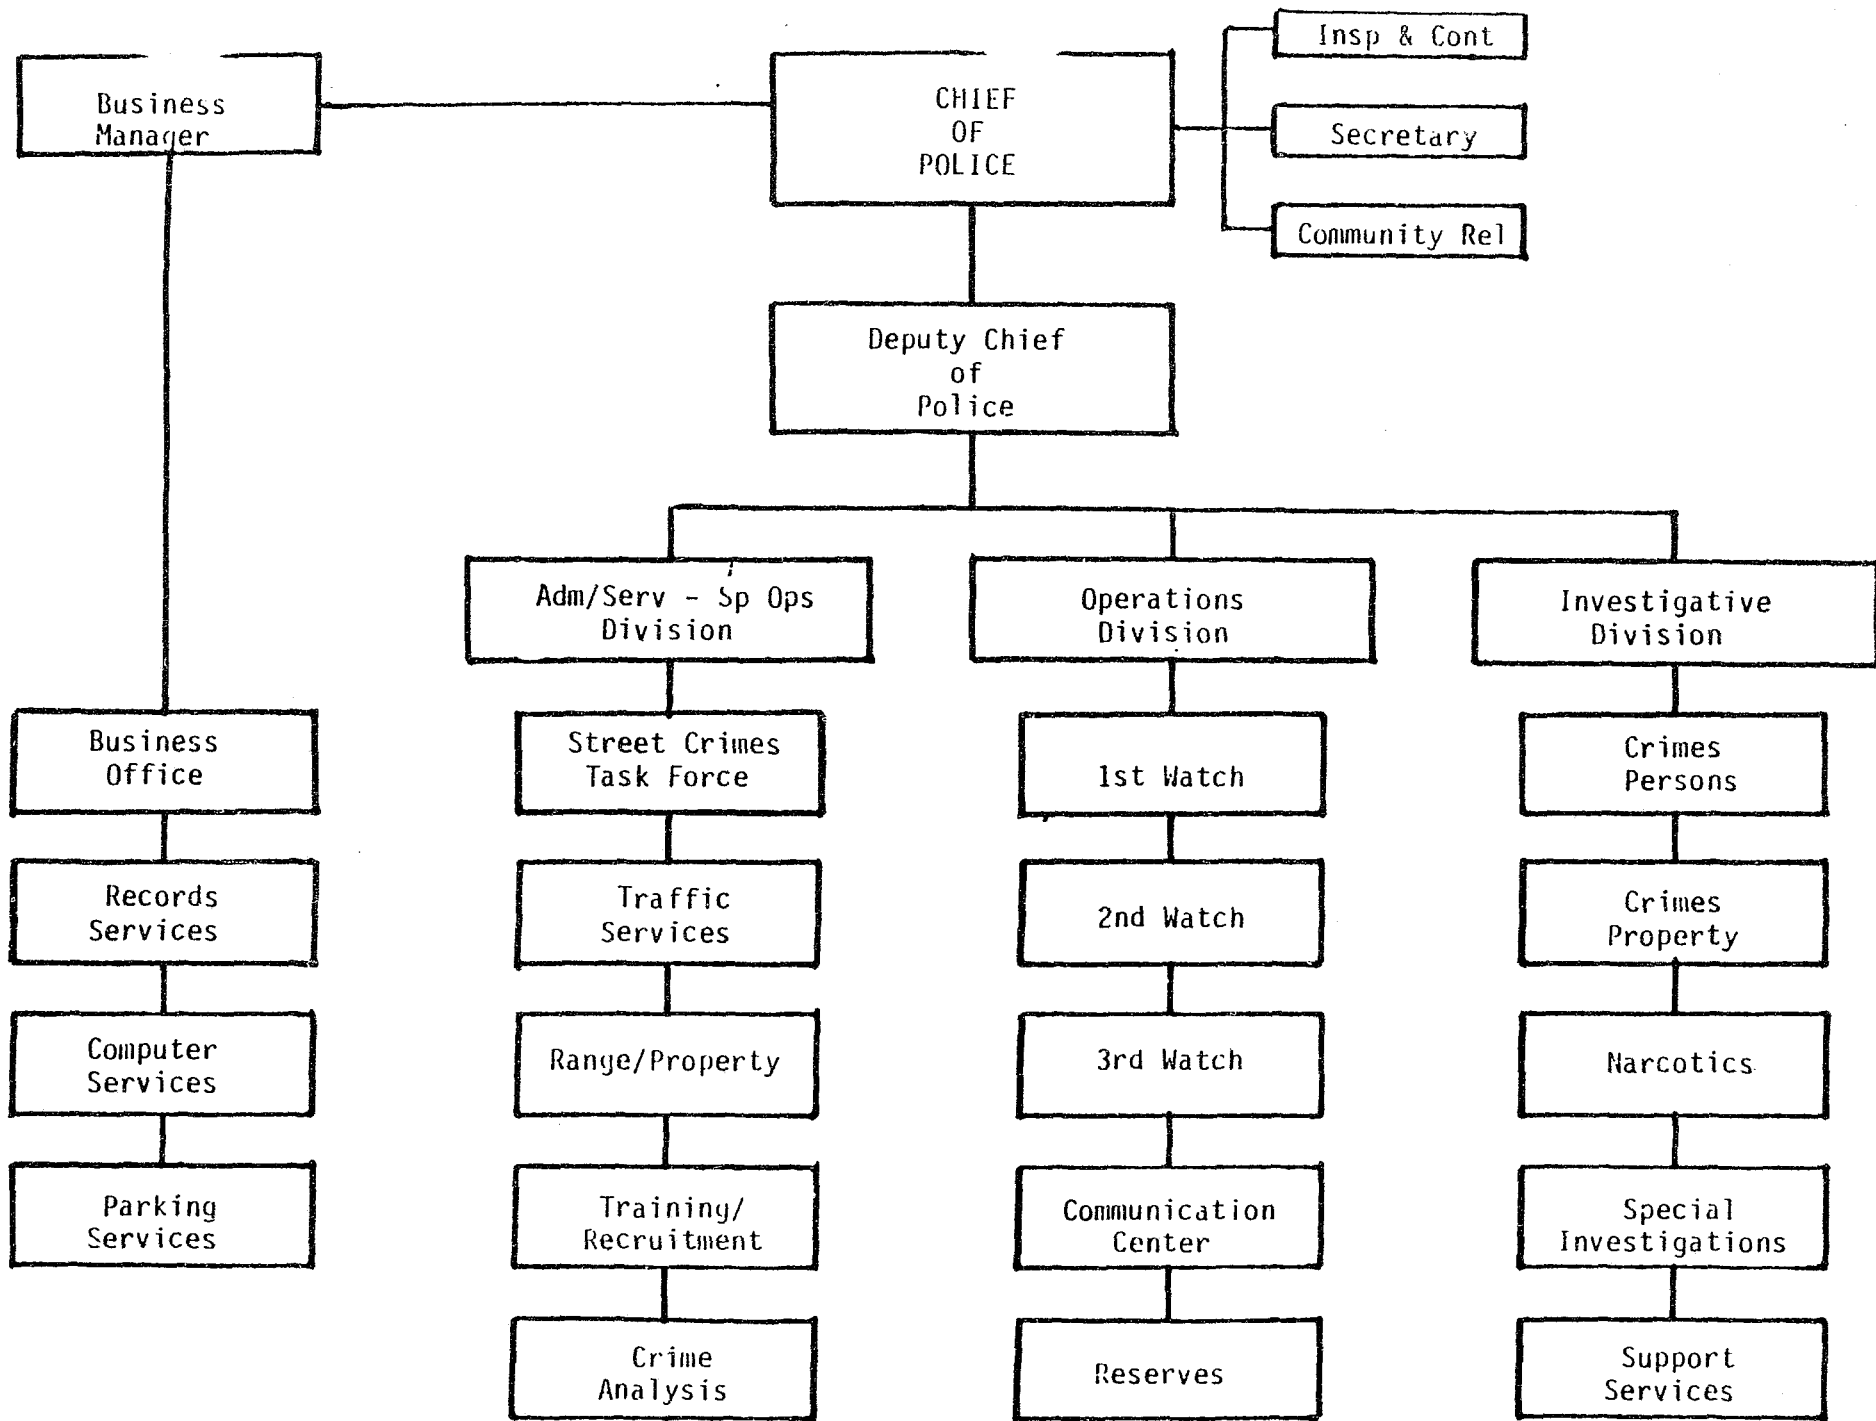 Insp & Cont
Business
Manager
CHIEF
OF
POLICE
Secretary
Community Rel
Deputy Chief
of
Police
Adm/Serv - Sp Ops
Division
Operations
Division
Investigative
Division
Business
Office
Street Crimes
Task Force
1st Watch
Crimes
Persons
Records
Services
Traffic
Services
2nd Watch
Crimes
Property
Computer
Services
Range/Property
3rd Watch
Narcotics
Parking
Services
Training/
Recruitment
Communication
Center
Special
Investigations
Crime
Analysis
Reserves
Support
Services